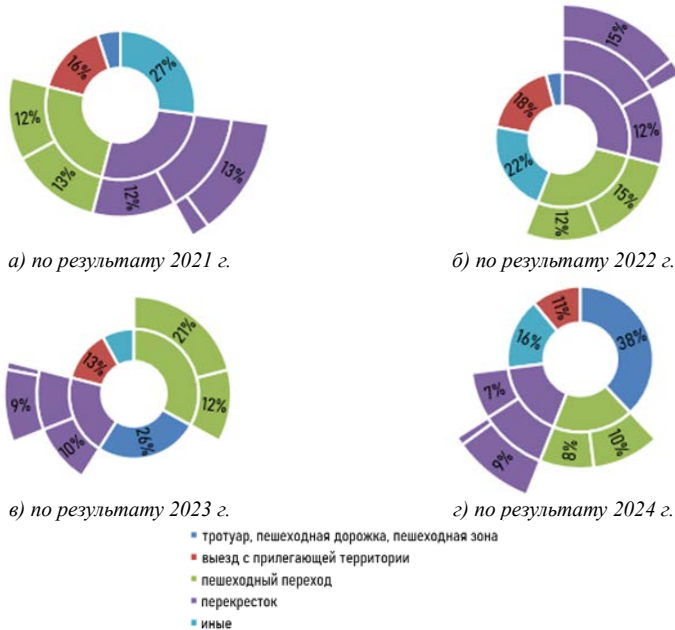 16%
27%
12%
13%
12%
13%
а) по результату 2021 г.
15%
18%
12%
22%
12%
15%
б) по результату 2022 г.
21%
13%
9%
12%
10%
26%
в) по результату 2023 г.
11%
16%
38%
7%
9%
8%
10%
г) по результату 2024 г.
тротуар, пешеходная дорожка, пешеходная зона
выезд с прилегающей территории
пешеходный переход
перекресток
иные